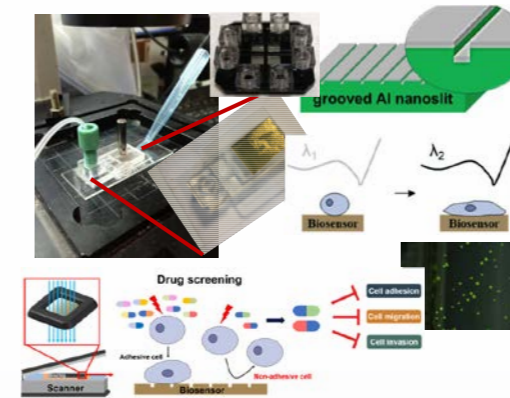 grooved Al nanoslit
λ1
λ2
Biosensor
Biosensor
Drug screening
Adhesive cell
Non-adhesive cell
Biosensor
Scanner
Cell adhesion
Cell migration
Cell invasion